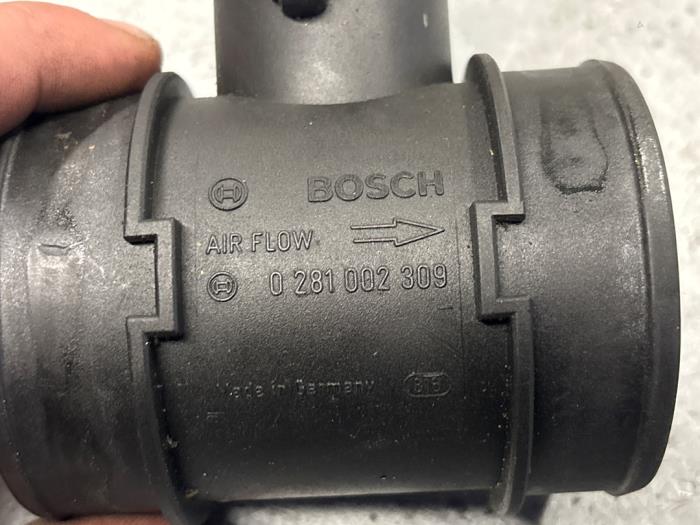 BOSCH
AIR FLOW
0 281 002 309
Made in Germany